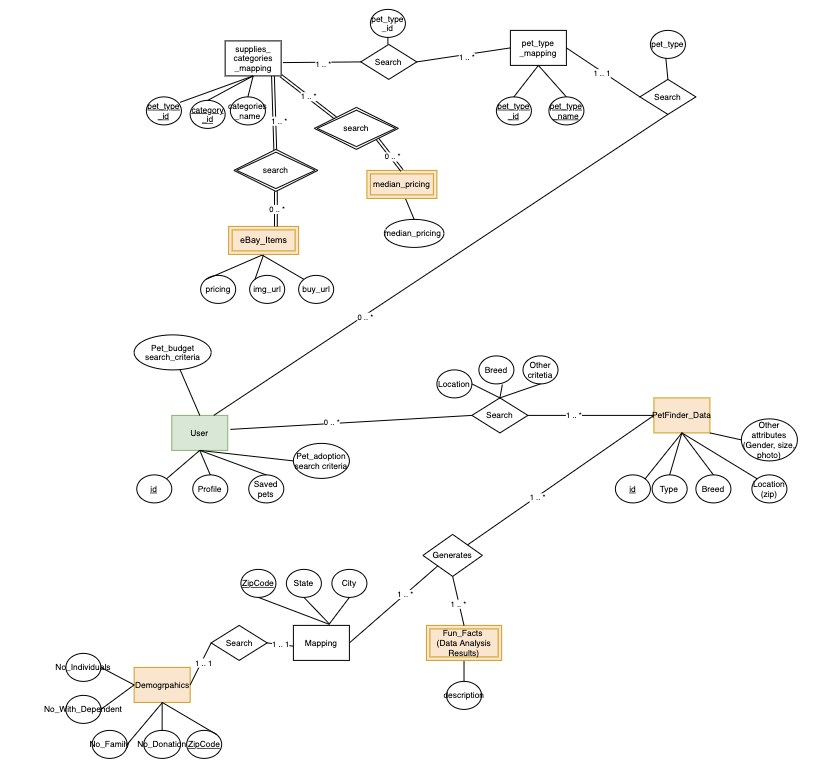 pet_type
_id
supplies_
categories
_mapping
1 .. *
Search
1 .. *
pet_type
_mapping
pet_type
1 .. 1
Search
pet_type
_id
category
_id
categories
_name
1 .. *
1 .. *
search
pet_type
_id
pet_type
_name
0 .. *
search
median_pricing
0 .. *
median_pricing
eBay_Items
pricing
img_url
buy_url
0 .. *
Pet_budget
search_criteria
Location
Breed
Other
critetia
User
0 .. *
Search
1 .. *
PetFinder_Data
Other
attributes
(Gender, size,
photo)
Pet_adoption
search criteria
id
Profile
Saved
pets
id
Type
Breed
Location
(zip)
1 .. *
Generates
ZipCode
State
City
1 .. *
1 .. *
Search
1 .. 1
Mapping
Fun_Facts
(Data Analysis
Results)
1 .. 1
No_Individuals
Demogrpahics
description
No_With_Dependent
No_Famil
No_Donation
ZipCode